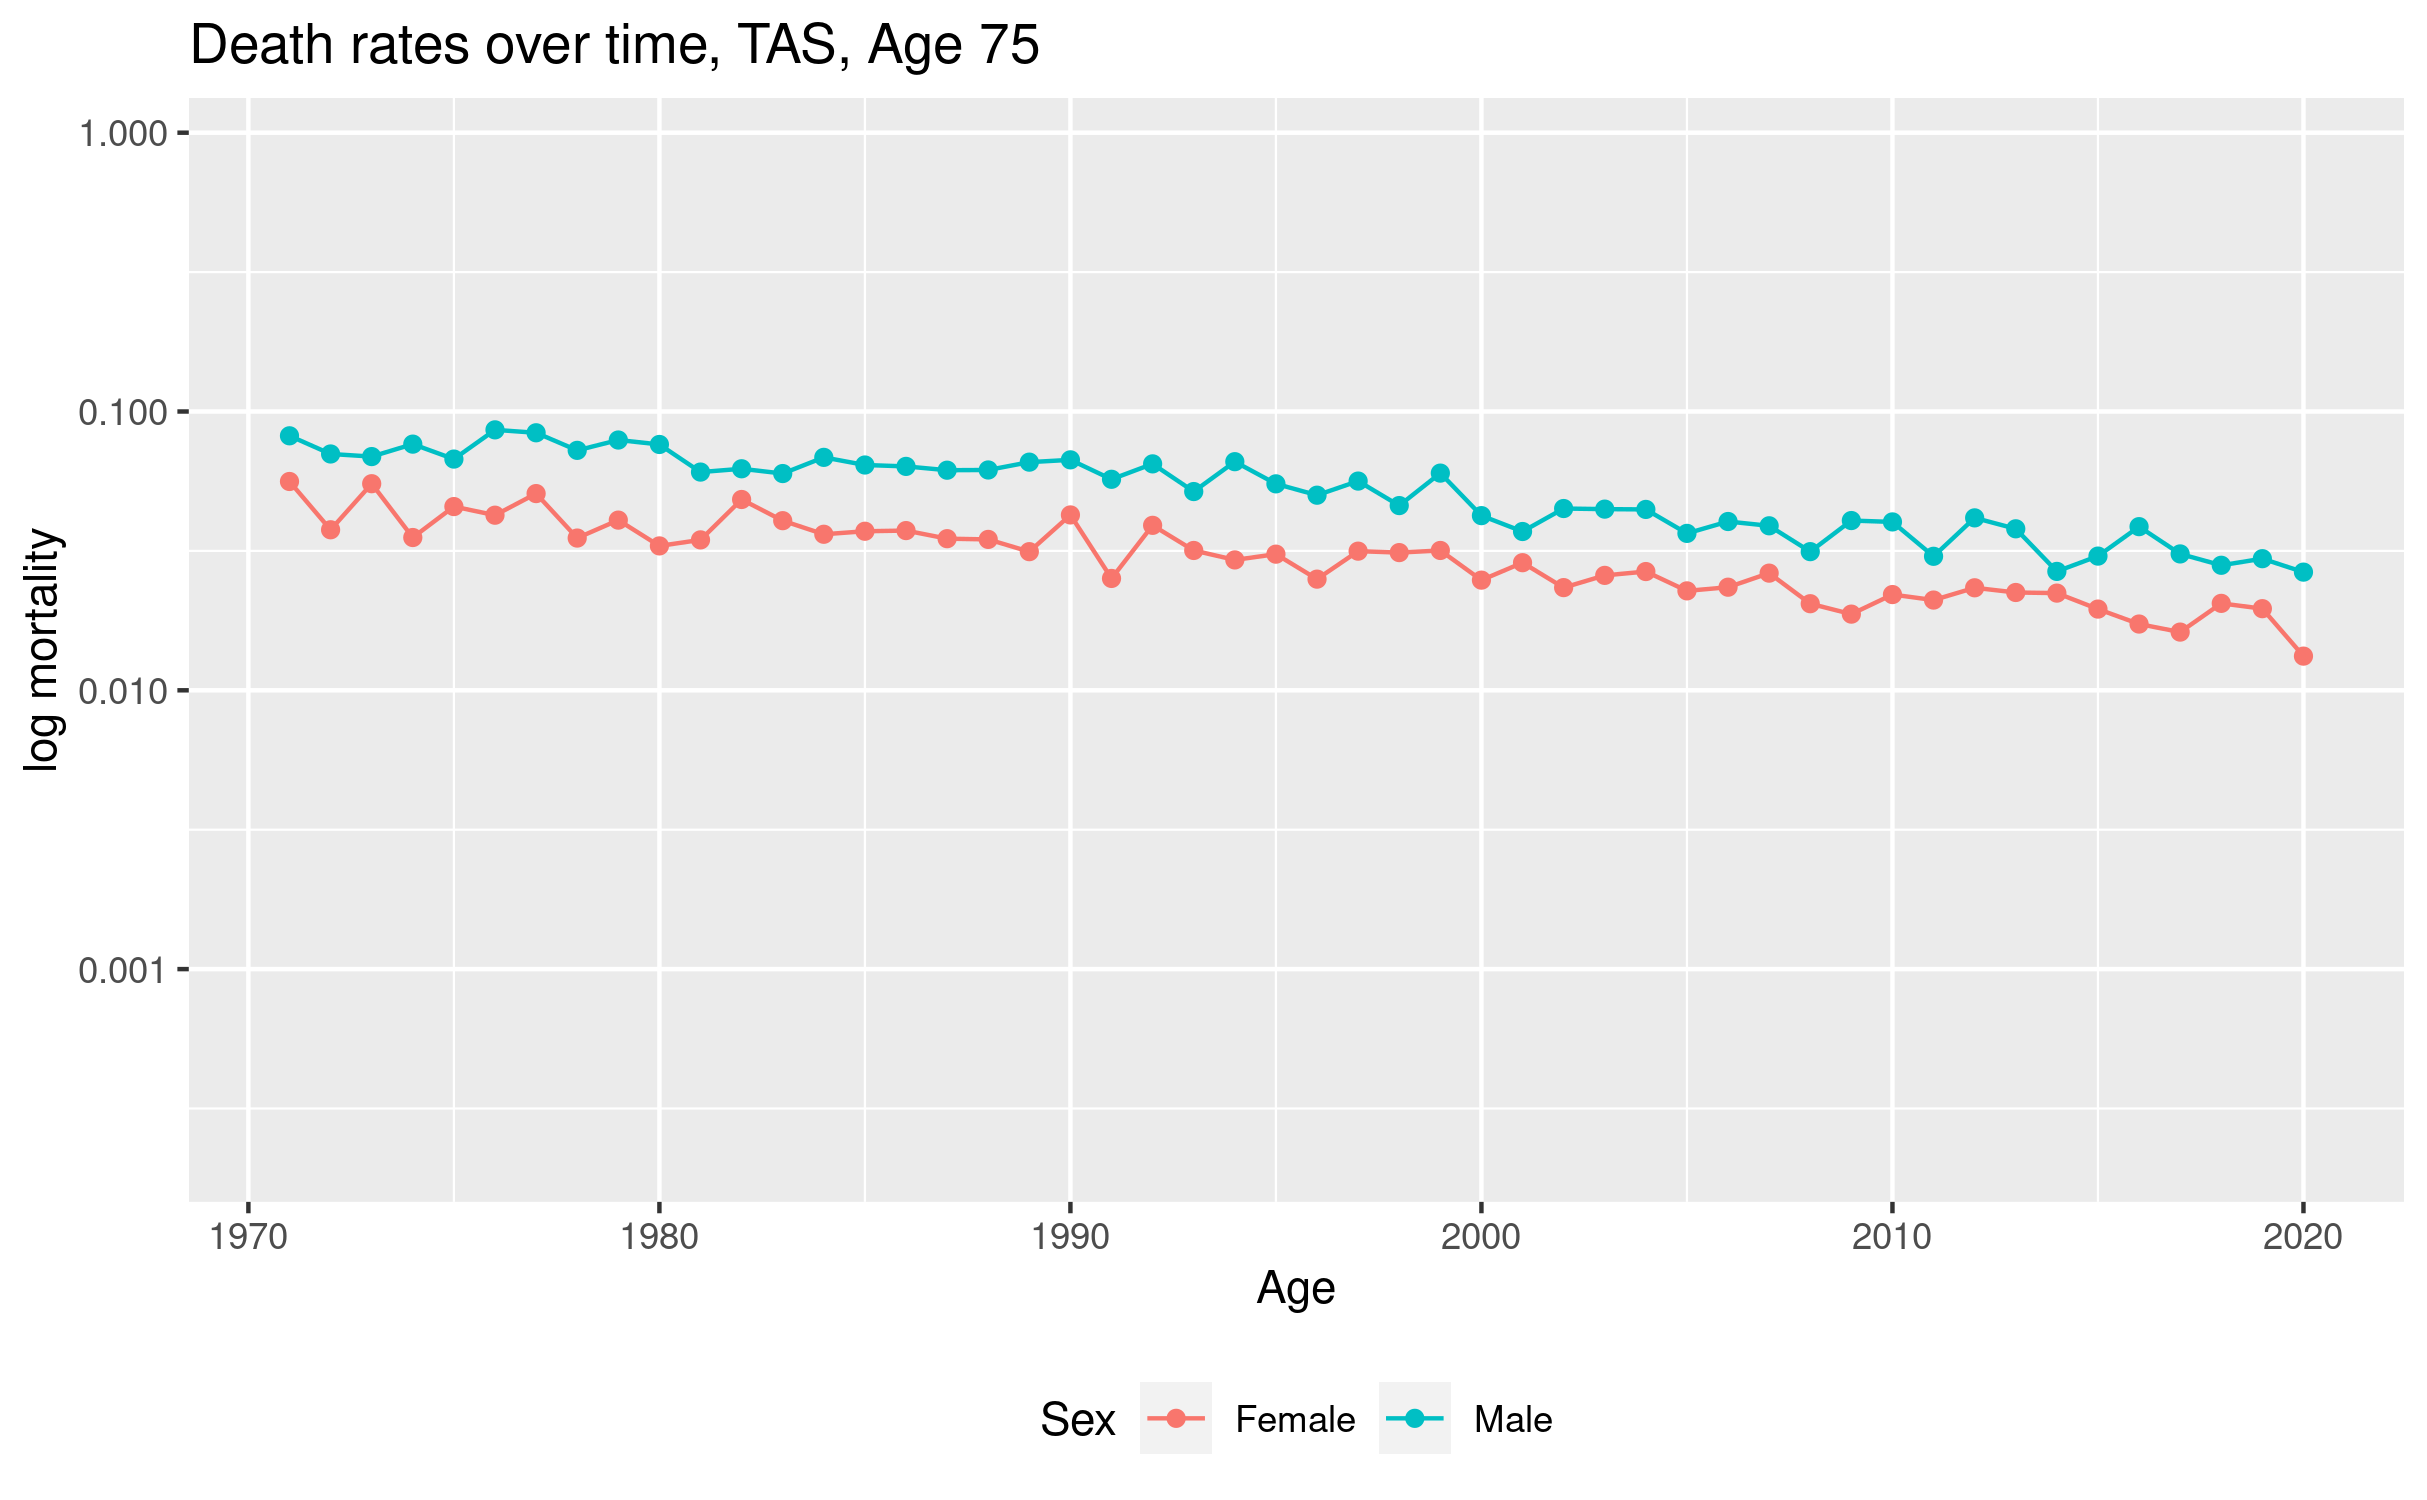 Death rates over time, TAS, Age 75
log mortality
1.000
0.100
0.010
0.001
1970 1980 1990 2000 2010 2020
Age
Sex Female Male